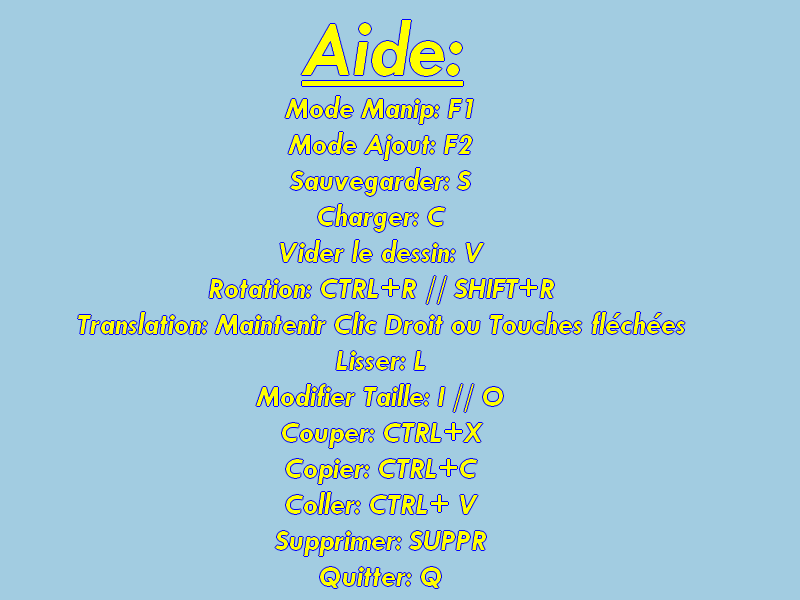 Aide:
Mode Manip: F1
Mode Ajout: F2
Sauvegarder: S
Charger: C
Vider le dessin: V
Rotation: CTRL+R // SHIFT+R
Translation: Maintenir Clic Droit ou Touches fléchées
Lisser: L
Modifier Taille: I // O
Couper: CTRL+X
Copier: CTRL+C
Coller: CTRL+ V
Supprimer: SUPPR
Quitter: Q